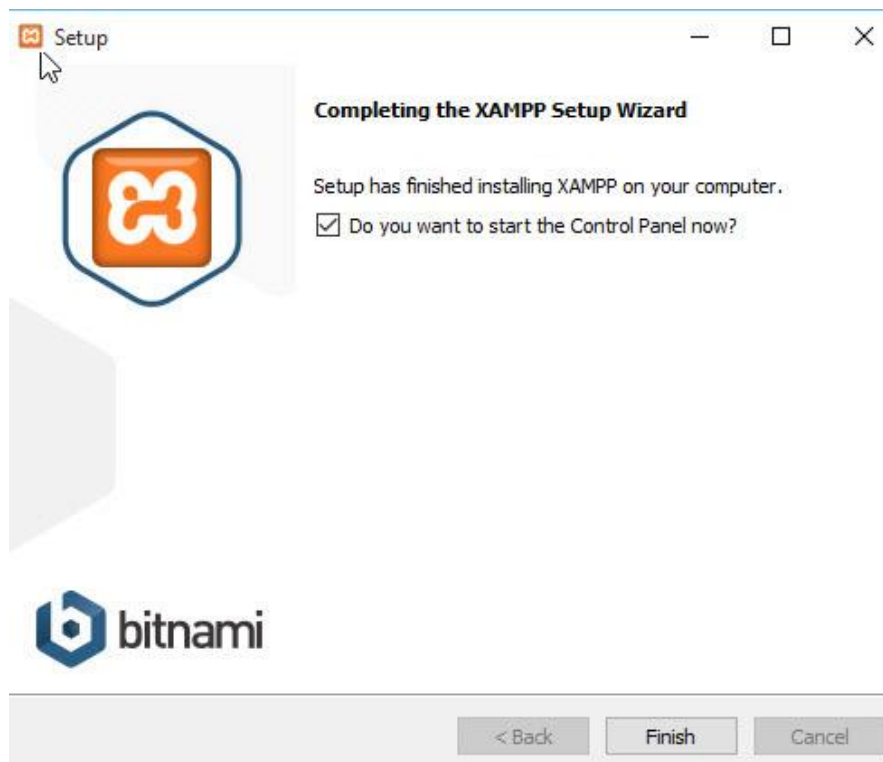 Setup
Completing the XAMPP Setup Wizard
Setup has finished installing XAMPP on your computer.
Do you want to start the Control Panel now?
bitnami
< Back
Finish
Cancel